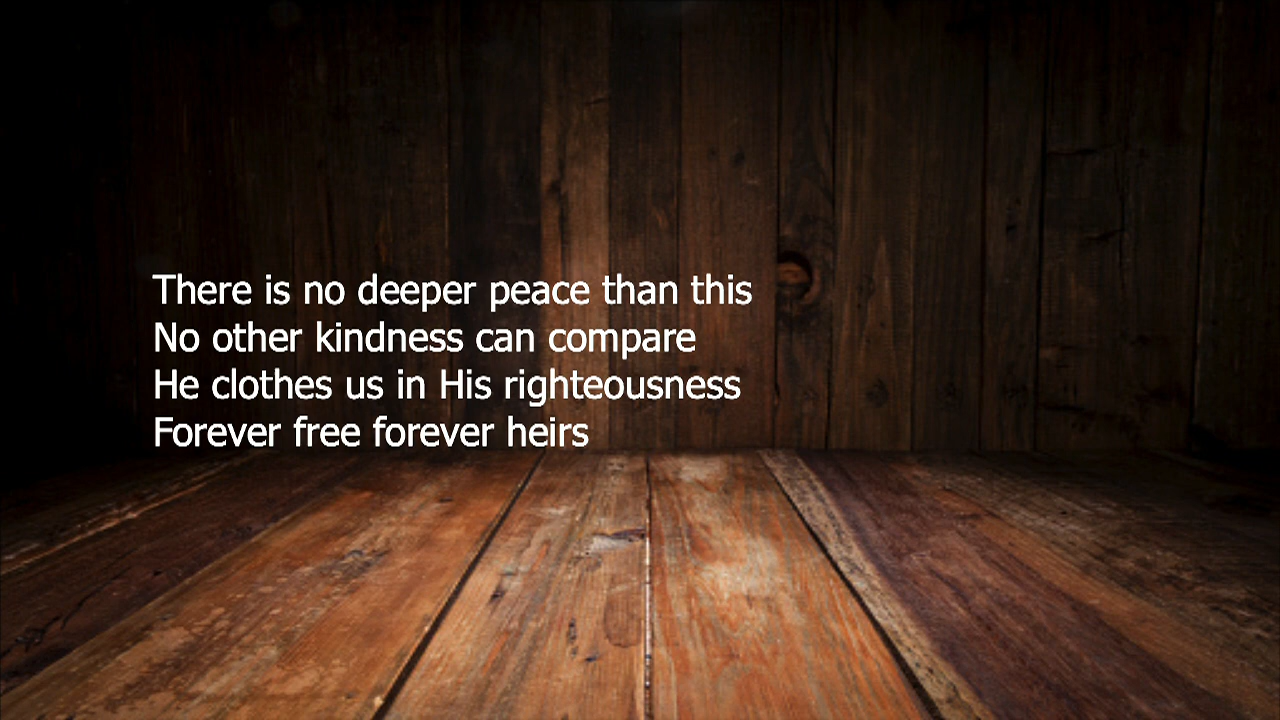 There is no deeper peace than this
No other kindness can compare
He clothes us in His righteousness
Forever free forever heirs